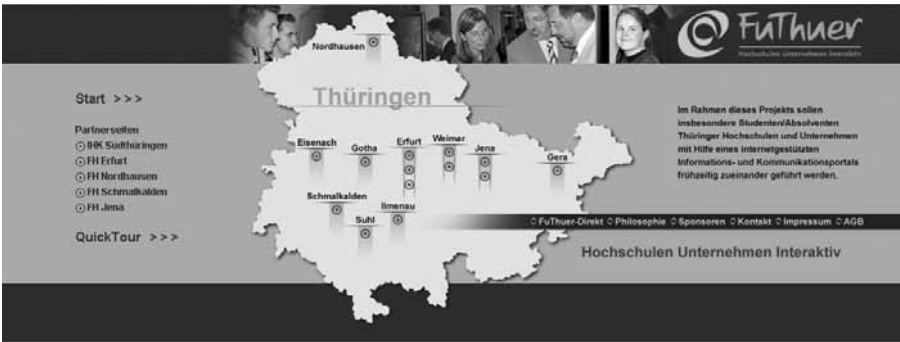 FuThuer
Hochschulen Unternehmen Interaktiv
Nordhausen
Thüringen
Start >>>
Partnerseiten
IHK Südthüringen
FH Erfurt
FH Nordhausen
FH Schmalkalden
FH Jena
QuickTour >>>
Eisenach
Gotha
Erfurt
Weimar
Jena
Gera
Schmalkalden
Suhl
Ilmenau
Im Rahmen dieses Projekts sollen
insbesondere Studenten/Absolventen
Thüringer Hochschulen und Unternehmen
mit Hilfe eines internetgestützten
Informations- und Kommunikationsportals
frühzeitig zueinander geführt werden.
FuThuer-Direkt Philosophie Sponsoren Kontakt Impressum AGB
Hochschulen Unternehmen Interaktiv